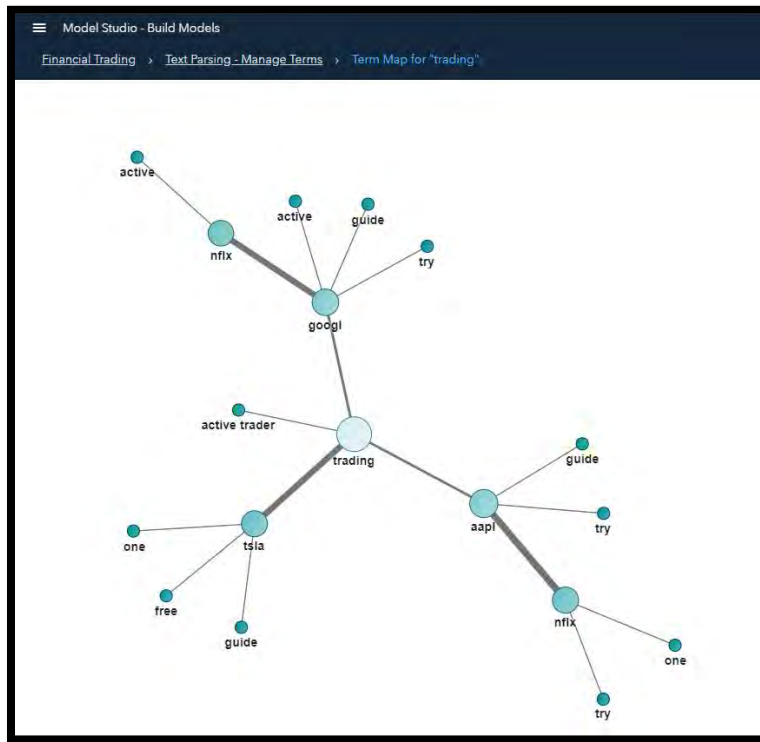 Model Studio - Build Models
Financial Trading > Text Parsing - Manage Terms > Term Map for "trading"
active
active
guide
nflx
try
googl
active trader
trading
guide
aapl
try
one
tsla
free
nflx
guide
one
try